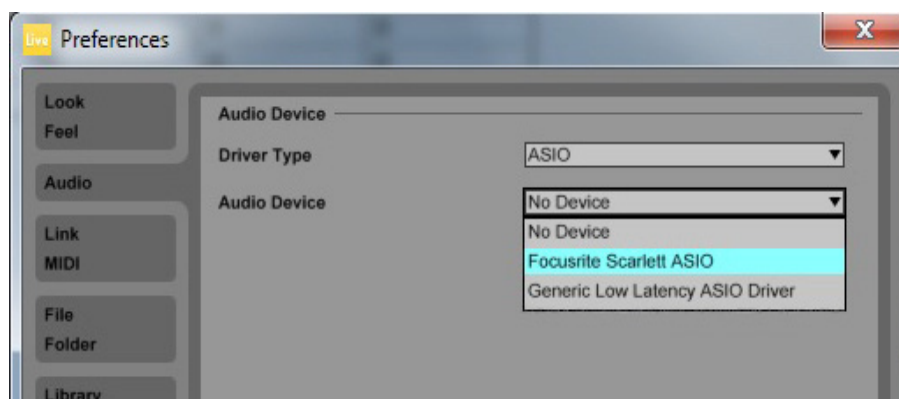 Live Preferences
Look
Feel
Audio
Link
MIDI
File
Folder
Library
Audio Device
Driver Type ASIO
Audio Device No Device
No Device
Focusrite Scarlett ASIO
Generic Low Latency ASIO Driver